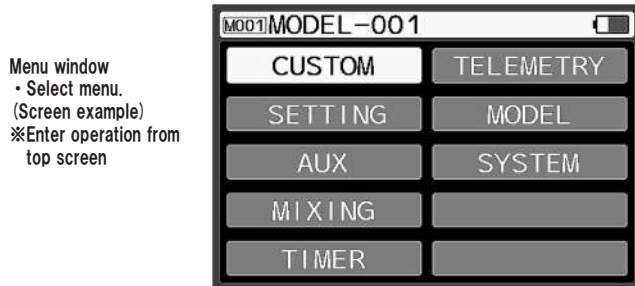 Menu window
・Select menu.
(Screen example)
※Enter operation from
top screen
M001 MODEL-001
CUSTOM TELEMETRY
SETTING MODEL
AUX SYSTEM
MIXING
TIMER